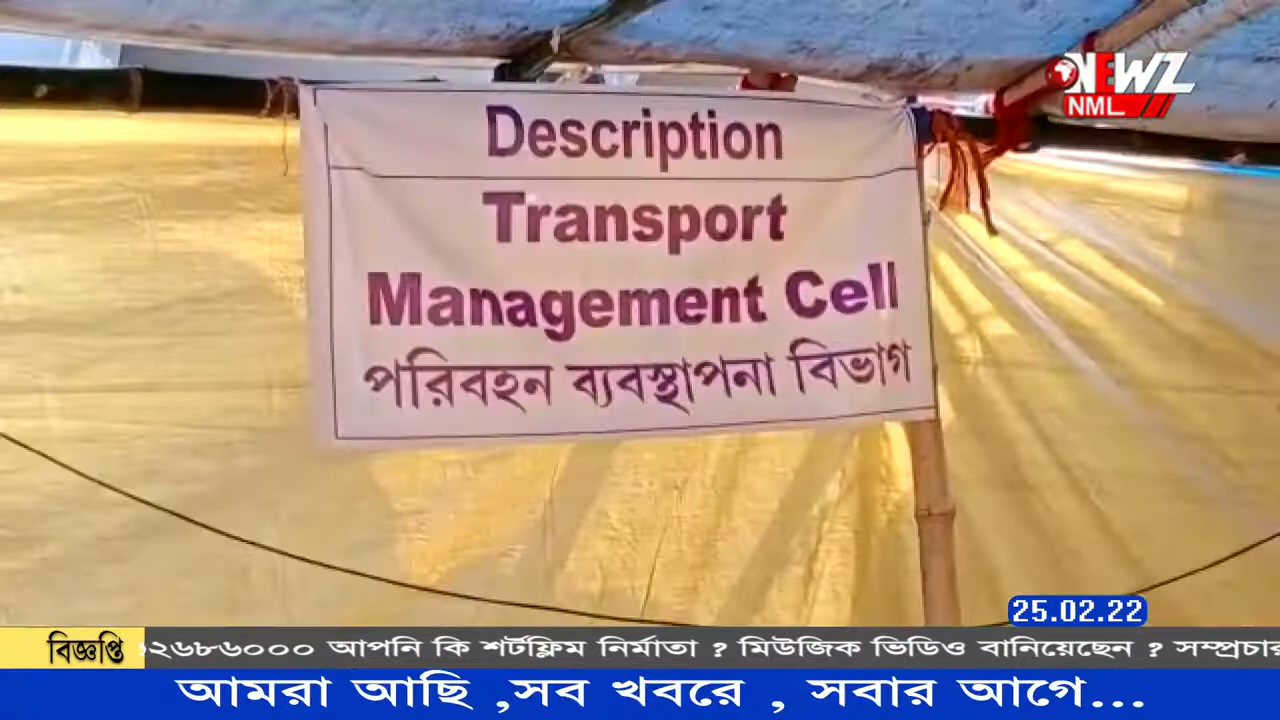 NEWZ
NML
Description
Transport
Management Cell
পরিবহন ব্যবস্থাপনা বিভাগ
25.02.22
বিজ্ঞপ্তি
২৬৮৬০০০ আপনি কি শর্টফ্লিম নির্মাতা ? মিউজিক ভিডিও বানিয়েছেন ? সম্প্রচার
আমরা আছি ,সব খবরে , সবার আগে...